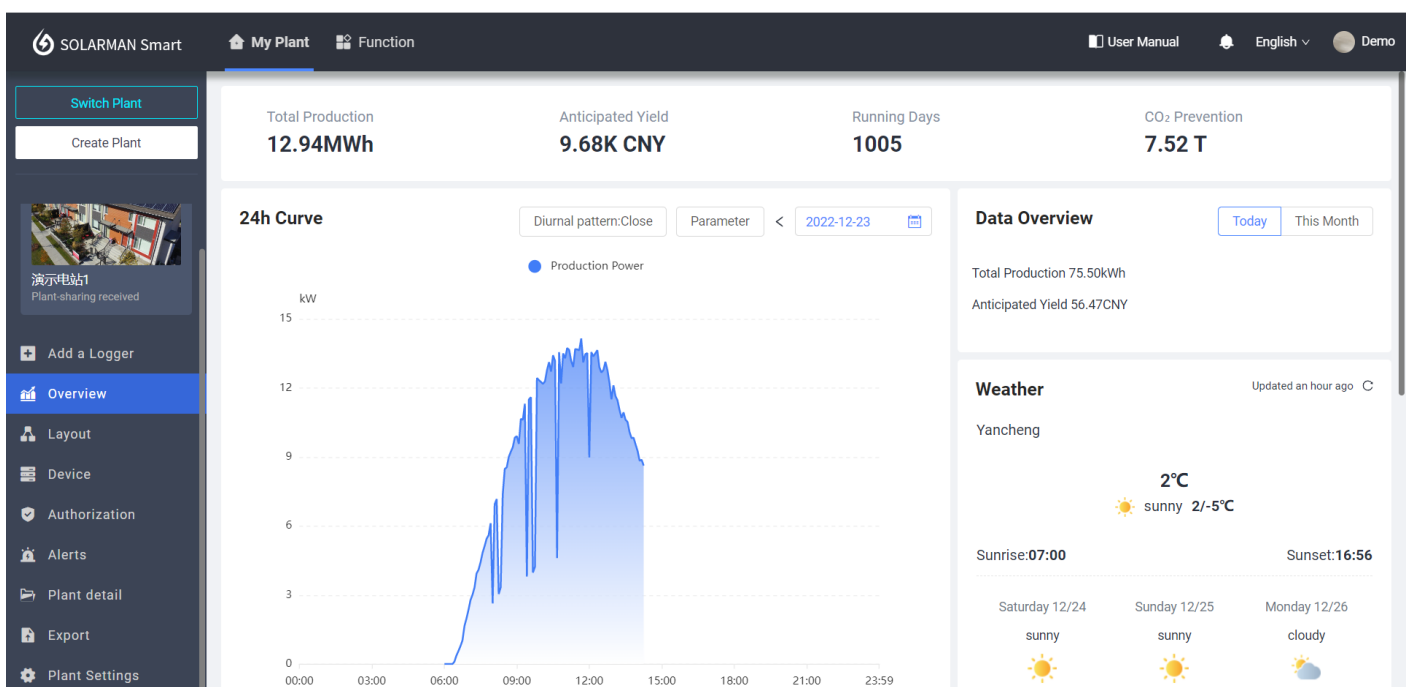 SOLARMAN Smart
My Plant
Function
User Manual
English
Demo
Switch Plant
Create Plant
演示电站1
Plant-sharing received
Add a Logger
Overview
Layout
Device
Authorization
Alerts
Plant detail
Export
Plant Settings
Total Production
12.94MWh
Anticipated Yield
9.68K CNY
Running Days
1005
CO₂ Prevention
7.52 T
24h Curve
Diurnal pattern:Close
Parameter
<
2022-12-23
Production Power
kW
15
12
9
6
3
0
00:00
03:00
06:00
09:00
12:00
15:00
18:00
21:00
23:59
Data Overview
Today
This Month
Total Production 75.50kWh
Anticipated Yield 56.47CNY
Weather
Updated an hour ago
Yancheng
2℃
sunny 2/-5℃
Sunrise:07:00
Sunset:16:56
Saturday 12/24
Sunday 12/25
Monday 12/26
sunny
sunny
cloudy